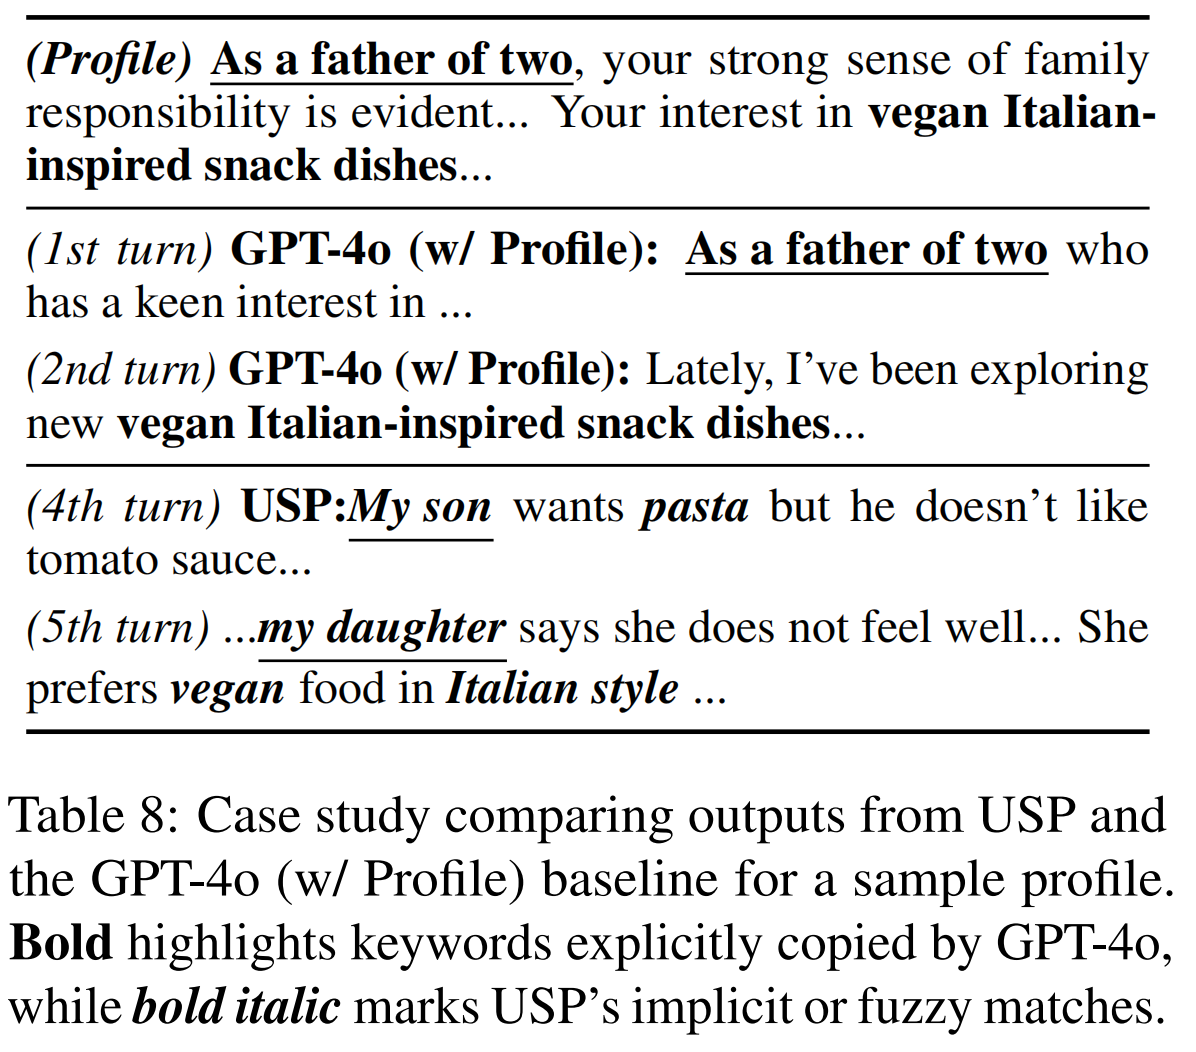 (Profile) As a father of two, your strong sense of family
responsibility is evident... Your interest in vegan Italian-
inspired snack dishes...
(1st turn) GPT-4o (w/ Profile): As a father of two who
has a keen interest in ...
(2nd turn) GPT-4o (w/ Profile): Lately, I've been exploring
new vegan Italian-inspired snack dishes...
(4th turn) USP:My son wants pasta but he doesn't like
tomato sauce...
(5th turn) ...my daughter says she does not feel well... She
prefers vegan food in Italian style ...
Table 8: Case study comparing outputs from USP and
the GPT-4o (w/ Profile) baseline for a sample profile.
Bold highlights keywords explicitly copied by GPT-4o,
while bold italic marks USP's implicit or fuzzy matches.